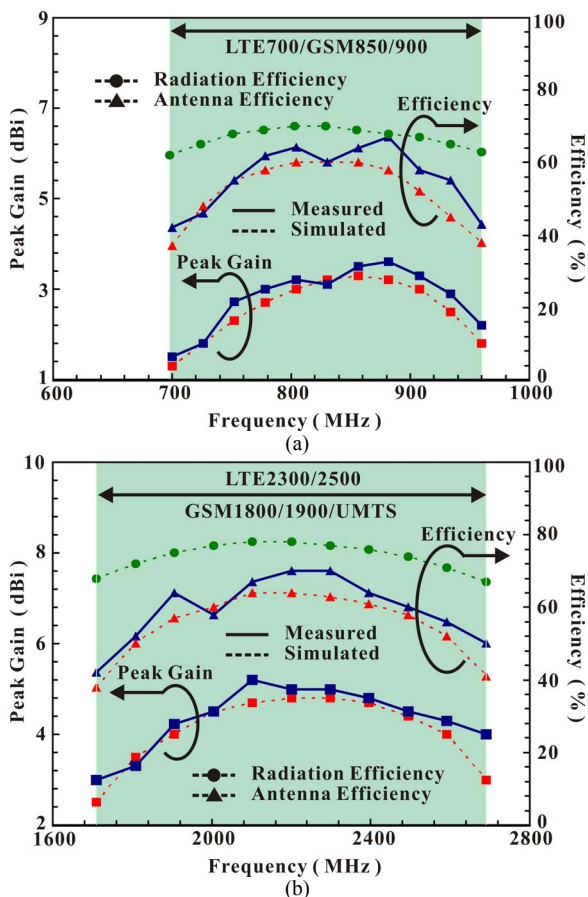 9
100
LTE700/GSM850/900
Radiation Efficiency
Antenna Efficiency
Efficiency
7
80
60
5
Measured
Simulated
40
Peak Gain
3
20
1
0
600
700
800
900
1000
Peak Gain ( dBi)
Efficiency ( % )
Frequency ( MHz )
(a)
10
100
LTE2300/2500
GSM1800/1900/UMTS
Efficiency
8
80
60
6
Measured
Simulated
Peak Gain
40
4
20
Radiation Efficiency
Antenna Efficiency
2
0
1600
2000
2400
2800
Peak Gain ( dBi)
Efficiency ( % )
Frequency ( MHz )
(b)